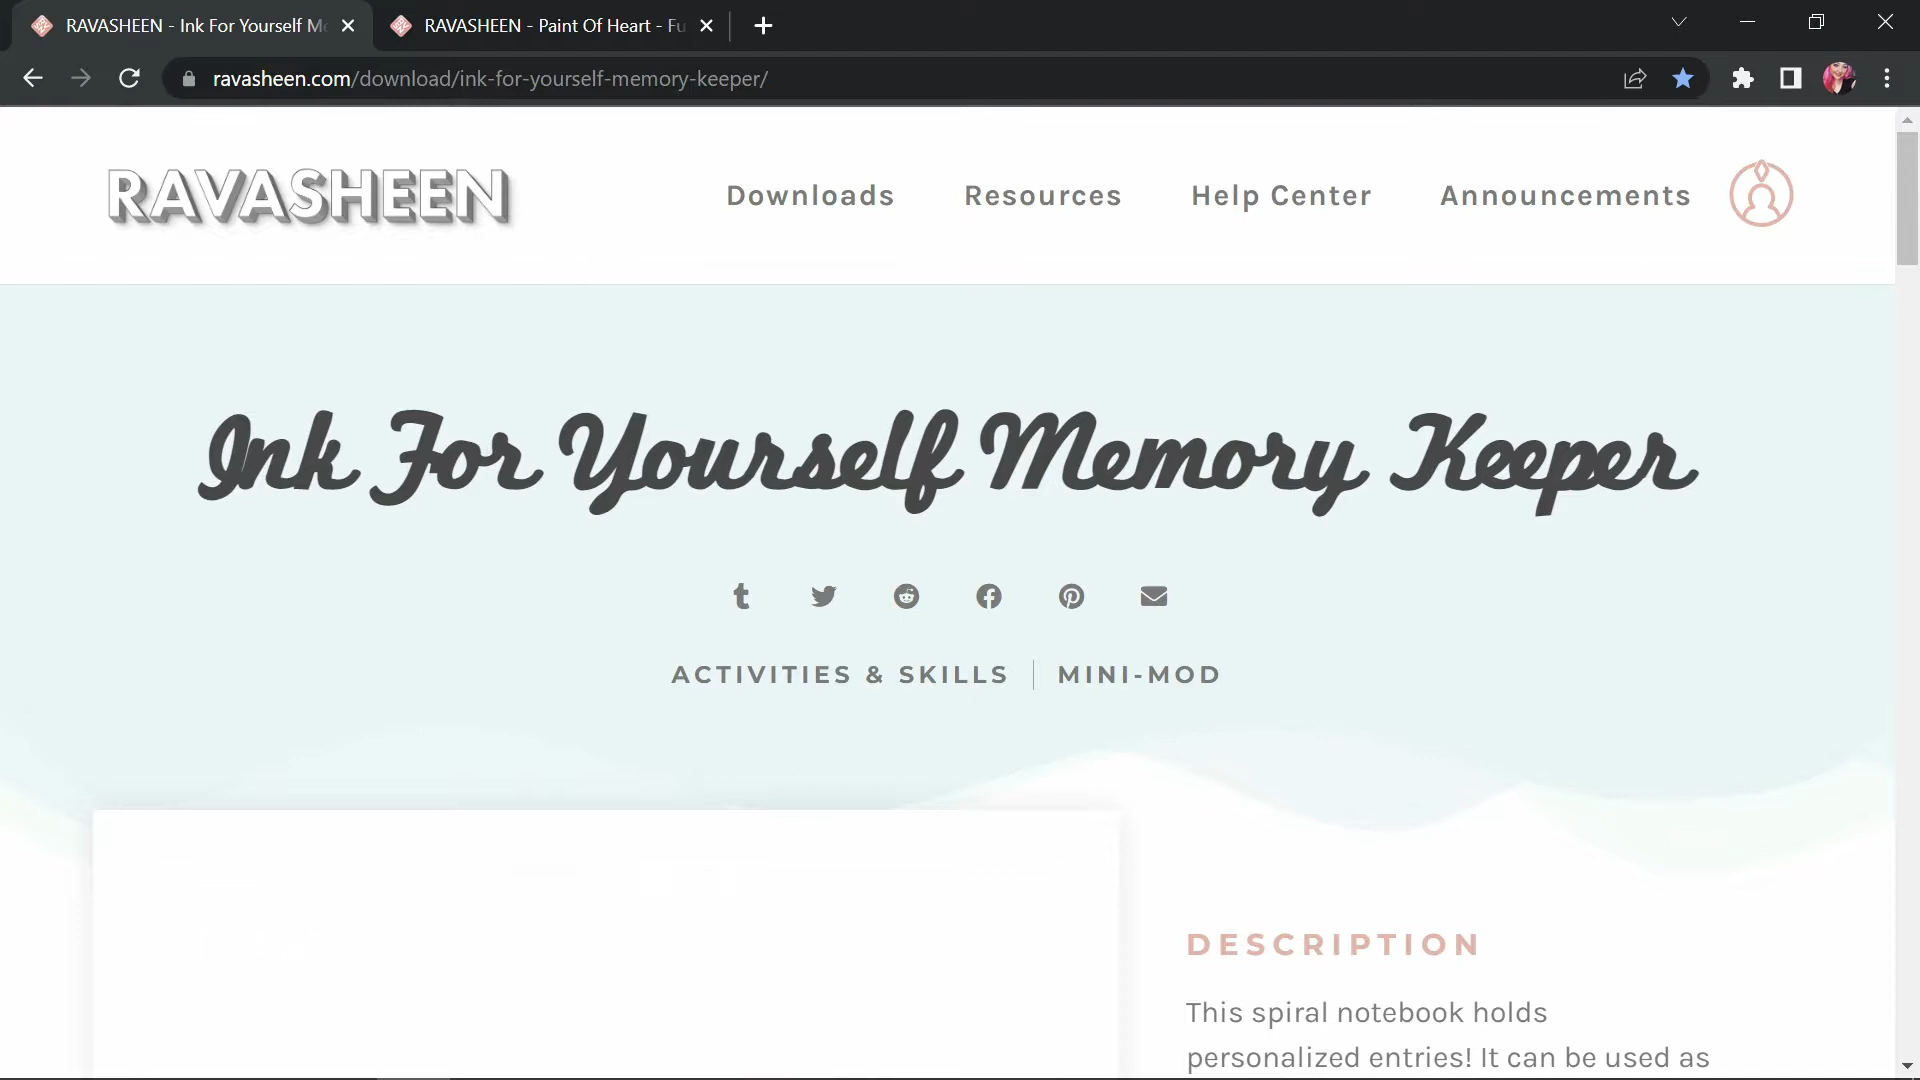 RAVASHEEN - Ink For Yourself Me
RAVASHEEN - Paint Of Heart - Fu
ravasheen.com/download/ink-for-yourself-memory-keeper/
RAVASHEEN
Downloads
Resources
Help Center
Announcements
Ink For Yourself Memory Keeper
ACTIVITIES & SKILLS
MINI-MOD
DESCRIPTION
This spiral notebook holds
personalized entries! It can be used as